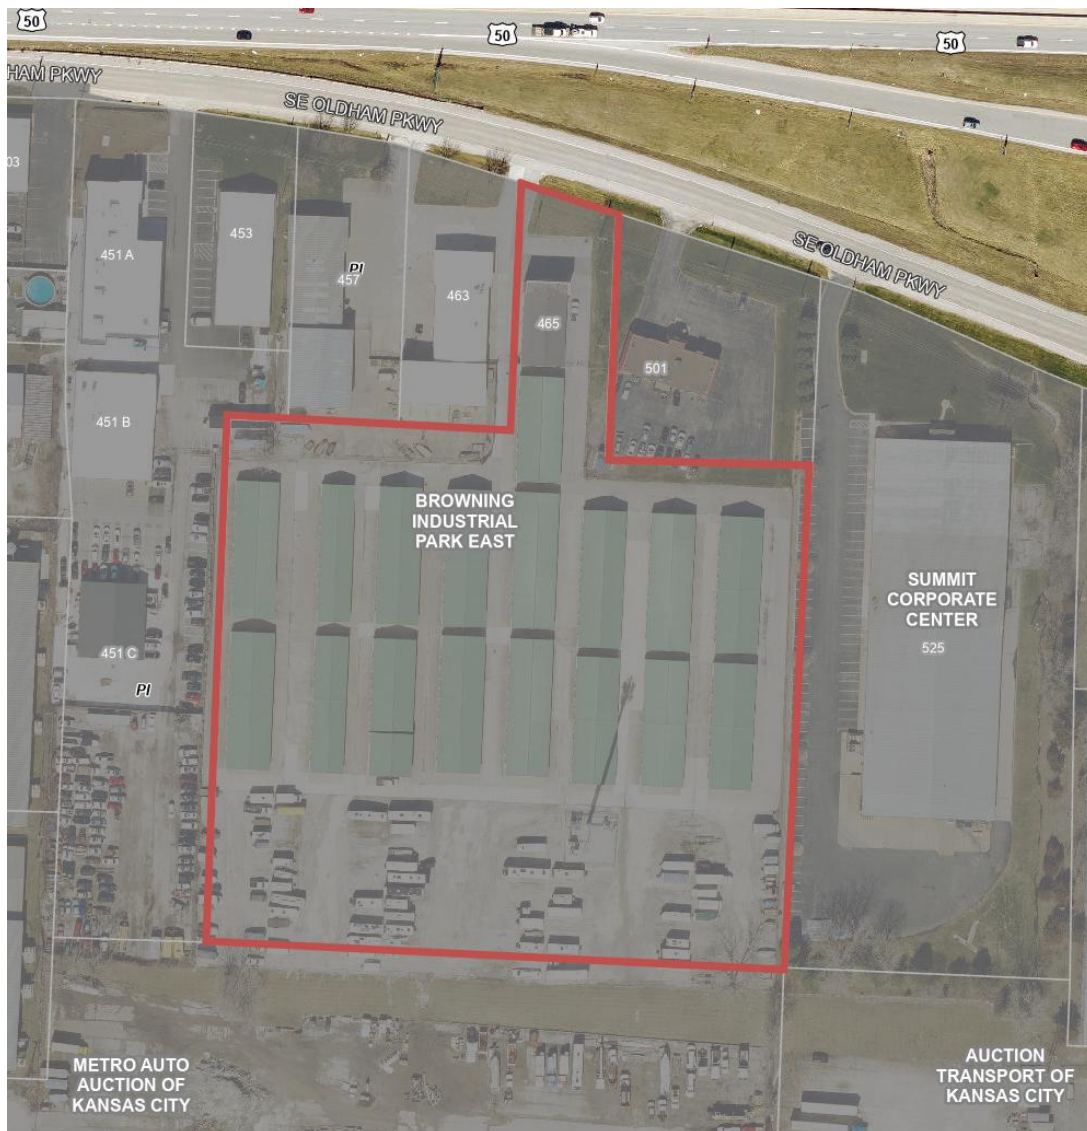 50
50
50
HAM PKWY
SE OLDHAM PKWY
SE OLDHAM PKWY
03
451 A
453
PI
457
463
465
501
451 B
BROWNING
INDUSTRIAL
PARK EAST
SUMMIT
CORPORATE
CENTER
525
451 C
PI
METRO AUTO
AUCTION OF
KANSAS CITY
AUCTION
TRANSPORT OF
KANSAS CITY